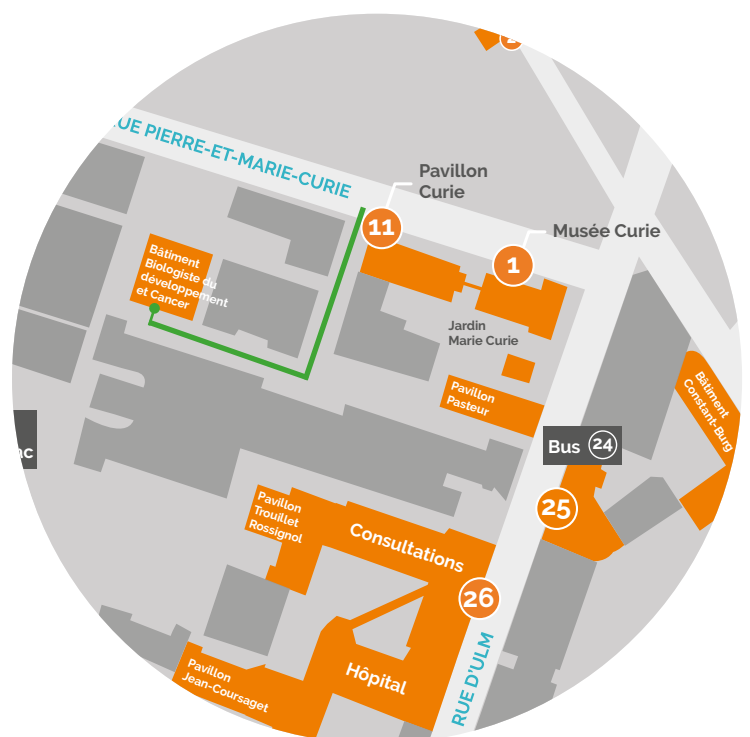 RUE PIERRE-ET-MARIE-CURIE
Pavillon
Curie
11
Musée Curie
1
Bâtiment
Biologiste du
développement
et Cancer
Jardin
Marie Curie
Pavillon
Pasteur
Bâtiment
Constant-Burg
Bus 24
25
Pavillon
Trouillet
Rossignol
Consultations
26
Hôpital
Pavillon
Jean-Coursaget
RUE D'ULM